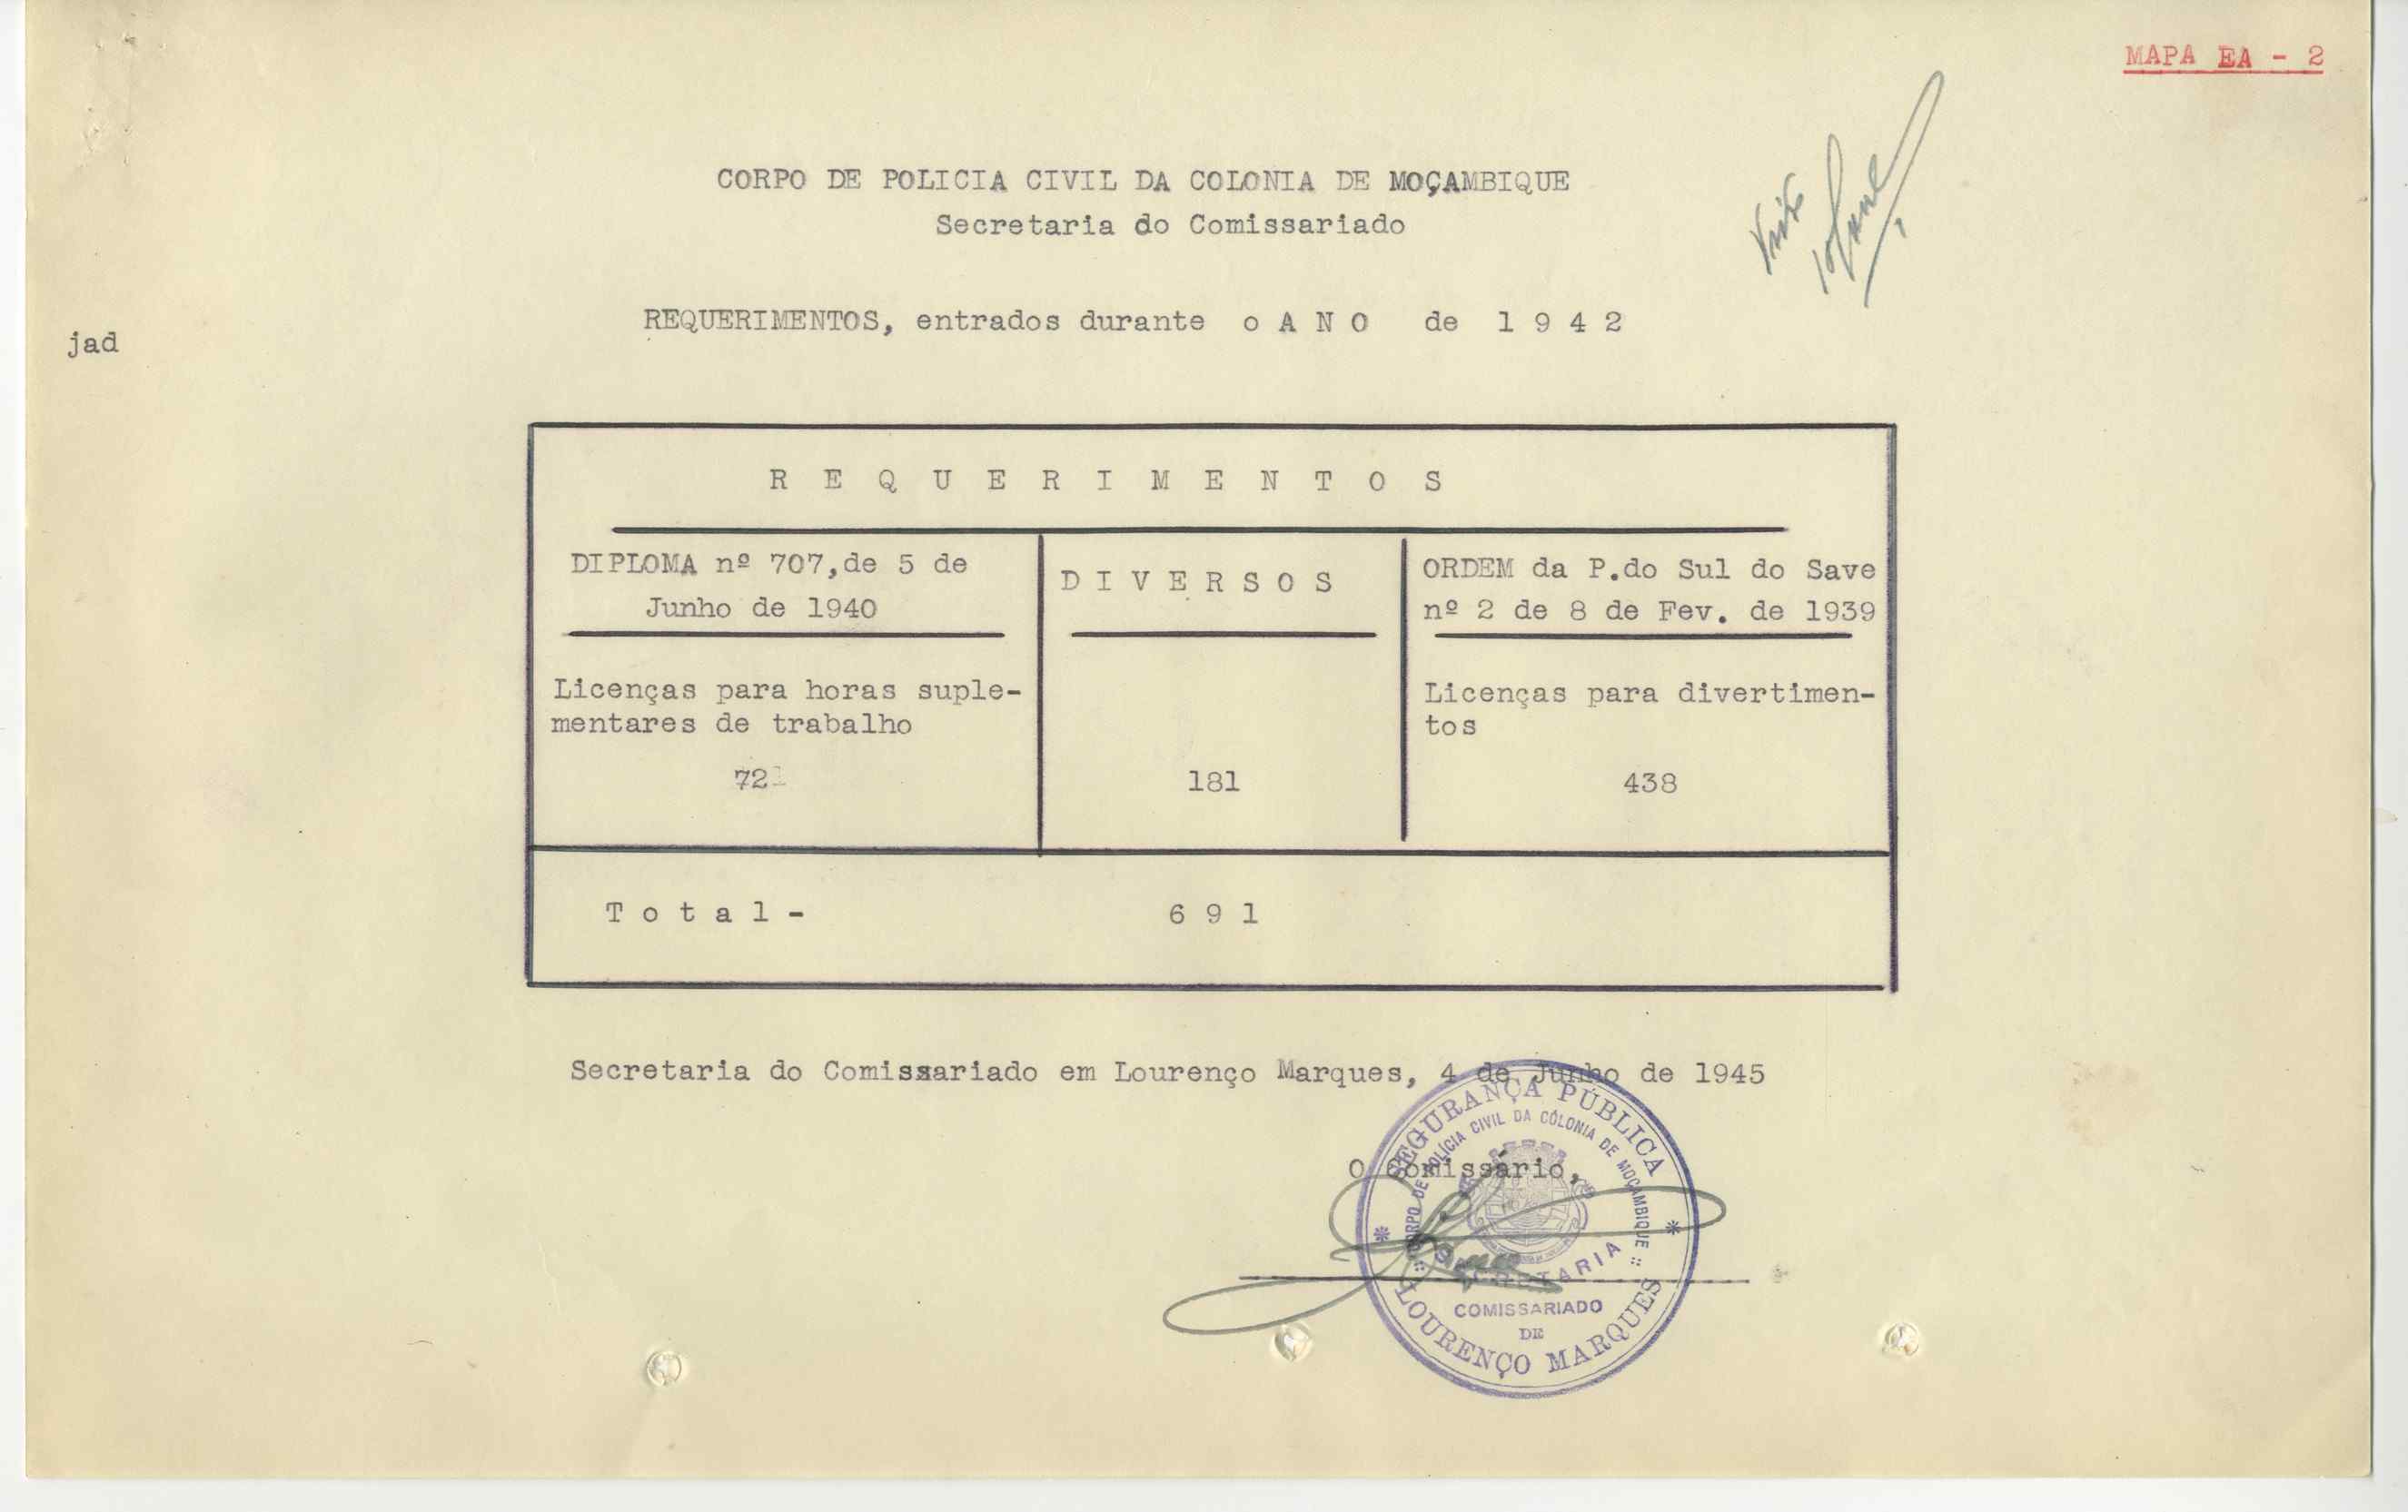 MAPA EA - 2
CORPO DE POLICIA CIVIL DA COLONIA DE MOÇAMBIQUE
Secretaria do Comissariado
Visto
REQUERIMENTOS, entrados durante o A N O de 1 9 4 2
jad
R E Q U E R I M E N T O S
DIPLOMA nº 707,de 5 de
Junho de 1940
D I V E R S O S
ORDEM da P.do Sul do Save
nº 2 de 8 de Fev. de 1939
Licenças para horas suple-
mentares de trabalho
72
181
Licenças para divertimen-
tos
438
T o t a l - 6 9 1
Secretaria do Comissariado em Lourenço Marques, 4 de Junho de 1945
O Comissário,
SEGURANÇA PÚBLICA
CORPO DE POLÍCIA CIVIL DA COLONIA DE MOÇAMBIQUE
SECRETARIA
COMISSARIADO
DE
LOURENÇO MARQUES